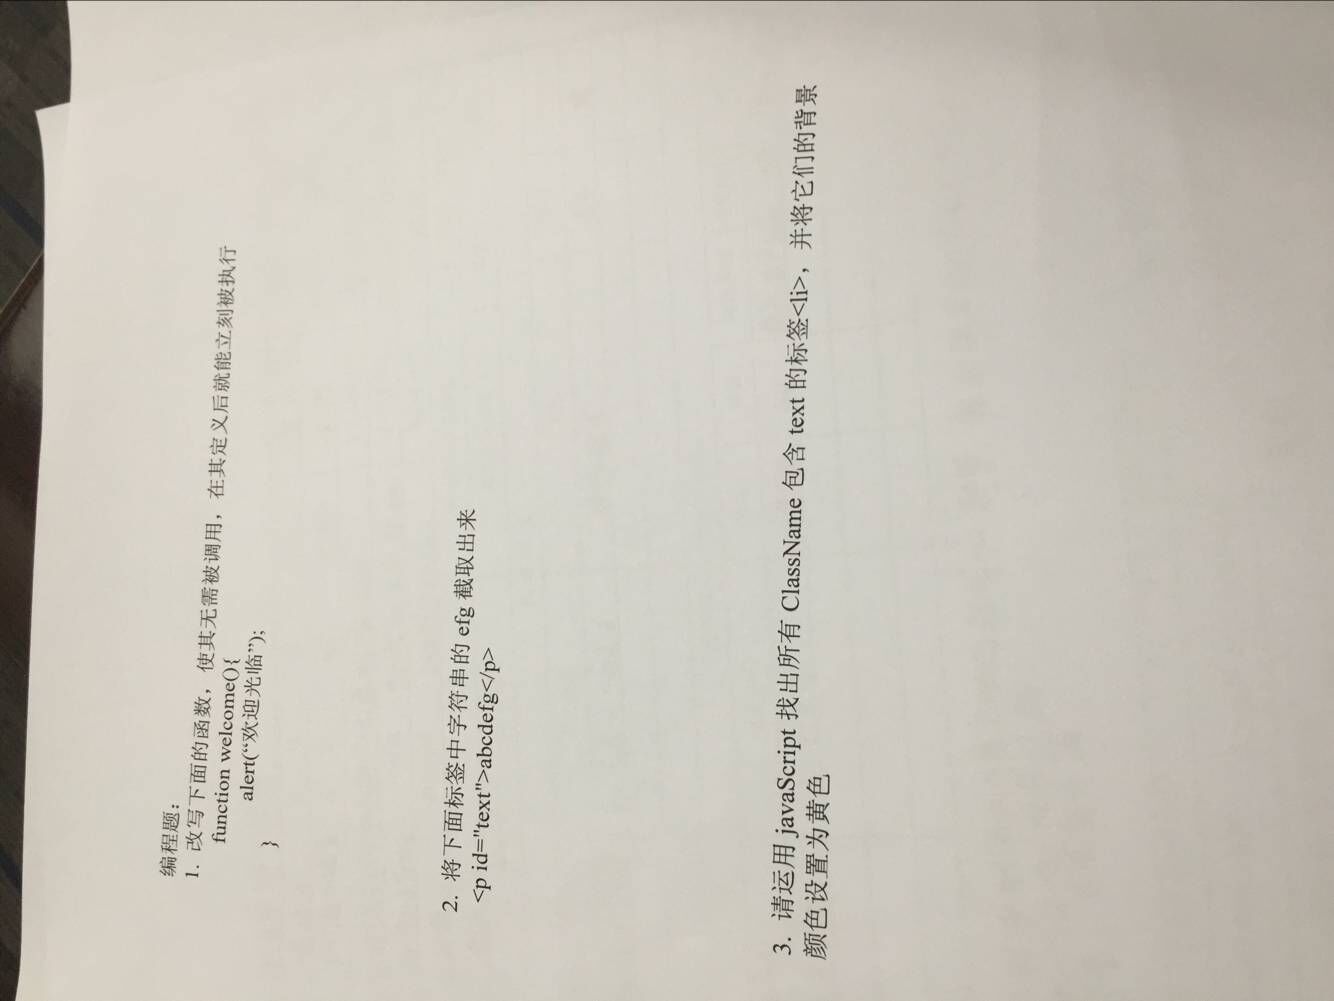 编程题：
1. 改写下面的函数，使其无需被调用，在其定义后就能立刻被执行
function welcome(){
alert(“欢迎光临”);
}
2. 将下面标签中字符串的 efg 截取出来
<p id="text">abcdefg</p>
3. 请运用 javaScript 找出所有 ClassName 包含 text 的标签<li>，并将它们的背景
颜色设置为黄色